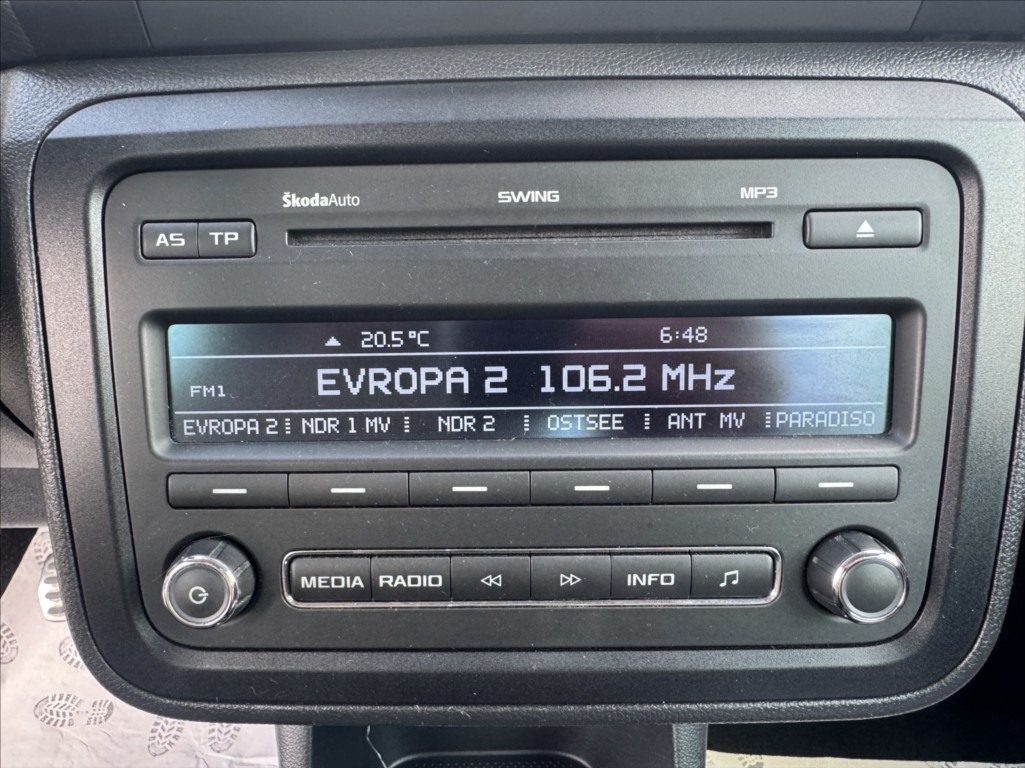 ŠkodaAuto SWING MP3
AS TP
20.5°C 6:48
FM1 EVROPA 2 106.2 MHz
EVROPA 2 NDR 1 MV NDR 2 OSTSEE ANT MV PARADISO
MEDIA RADIO INFO